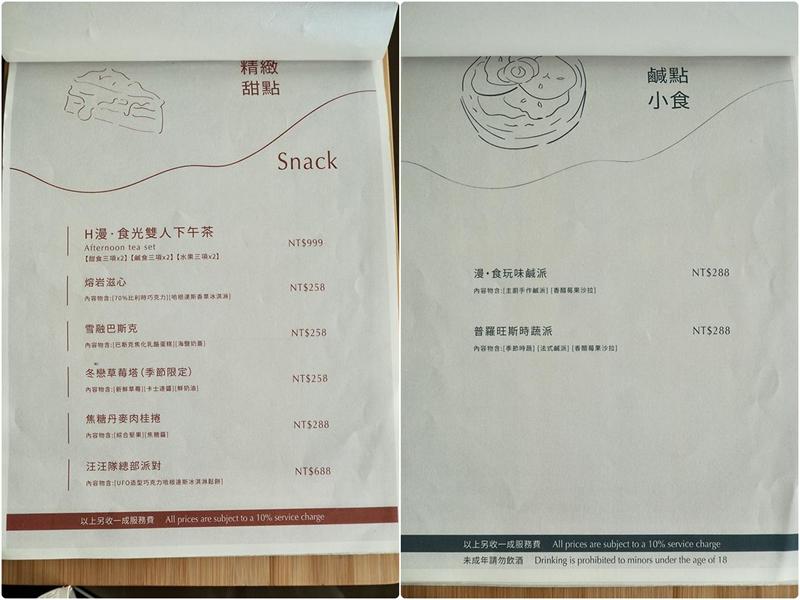 精緻
甜點
Snack
H漫·食光雙人下午茶
Afternoon tea set
【甜食三項x2】【鹹食三項x2】【水果三項x2】
NT$999
熔岩滋心
內容物含:[70%比利時巧克力][哈根達斯香草冰淇淋]
NT$258
雪融巴斯克
內容物含:[巴斯克焦化乳酪蛋糕][海鹽奶蓋]
NT$258
冬戀草莓塔(季節限定)
內容物含:[新鮮草莓][卡士達醬][鮮奶油]
NT$258
焦糖丹麥肉桂捲
內容物含:[綜合堅果][焦糖醬]
NT$288
汪汪隊總部派對
內容物含:[UFO造型巧克力哈根達斯冰淇淋鬆餅]
NT$688
以上另收一成服務費 All prices are subject to a 10% service charge
鹹點
小食
漫·食玩味鹹派
內容物含:[主廚手作鹹派] [香醋莓果沙拉]
NT$288
普羅旺斯時蔬派
內容物含:[季節時蔬] [法式鹹派] [香醋莓果沙拉]
NT$288
以上另收一成服務費 All prices are subject to a 10% service charge
未成年請勿飲酒 Drinking is prohibited to minors under the age of 18